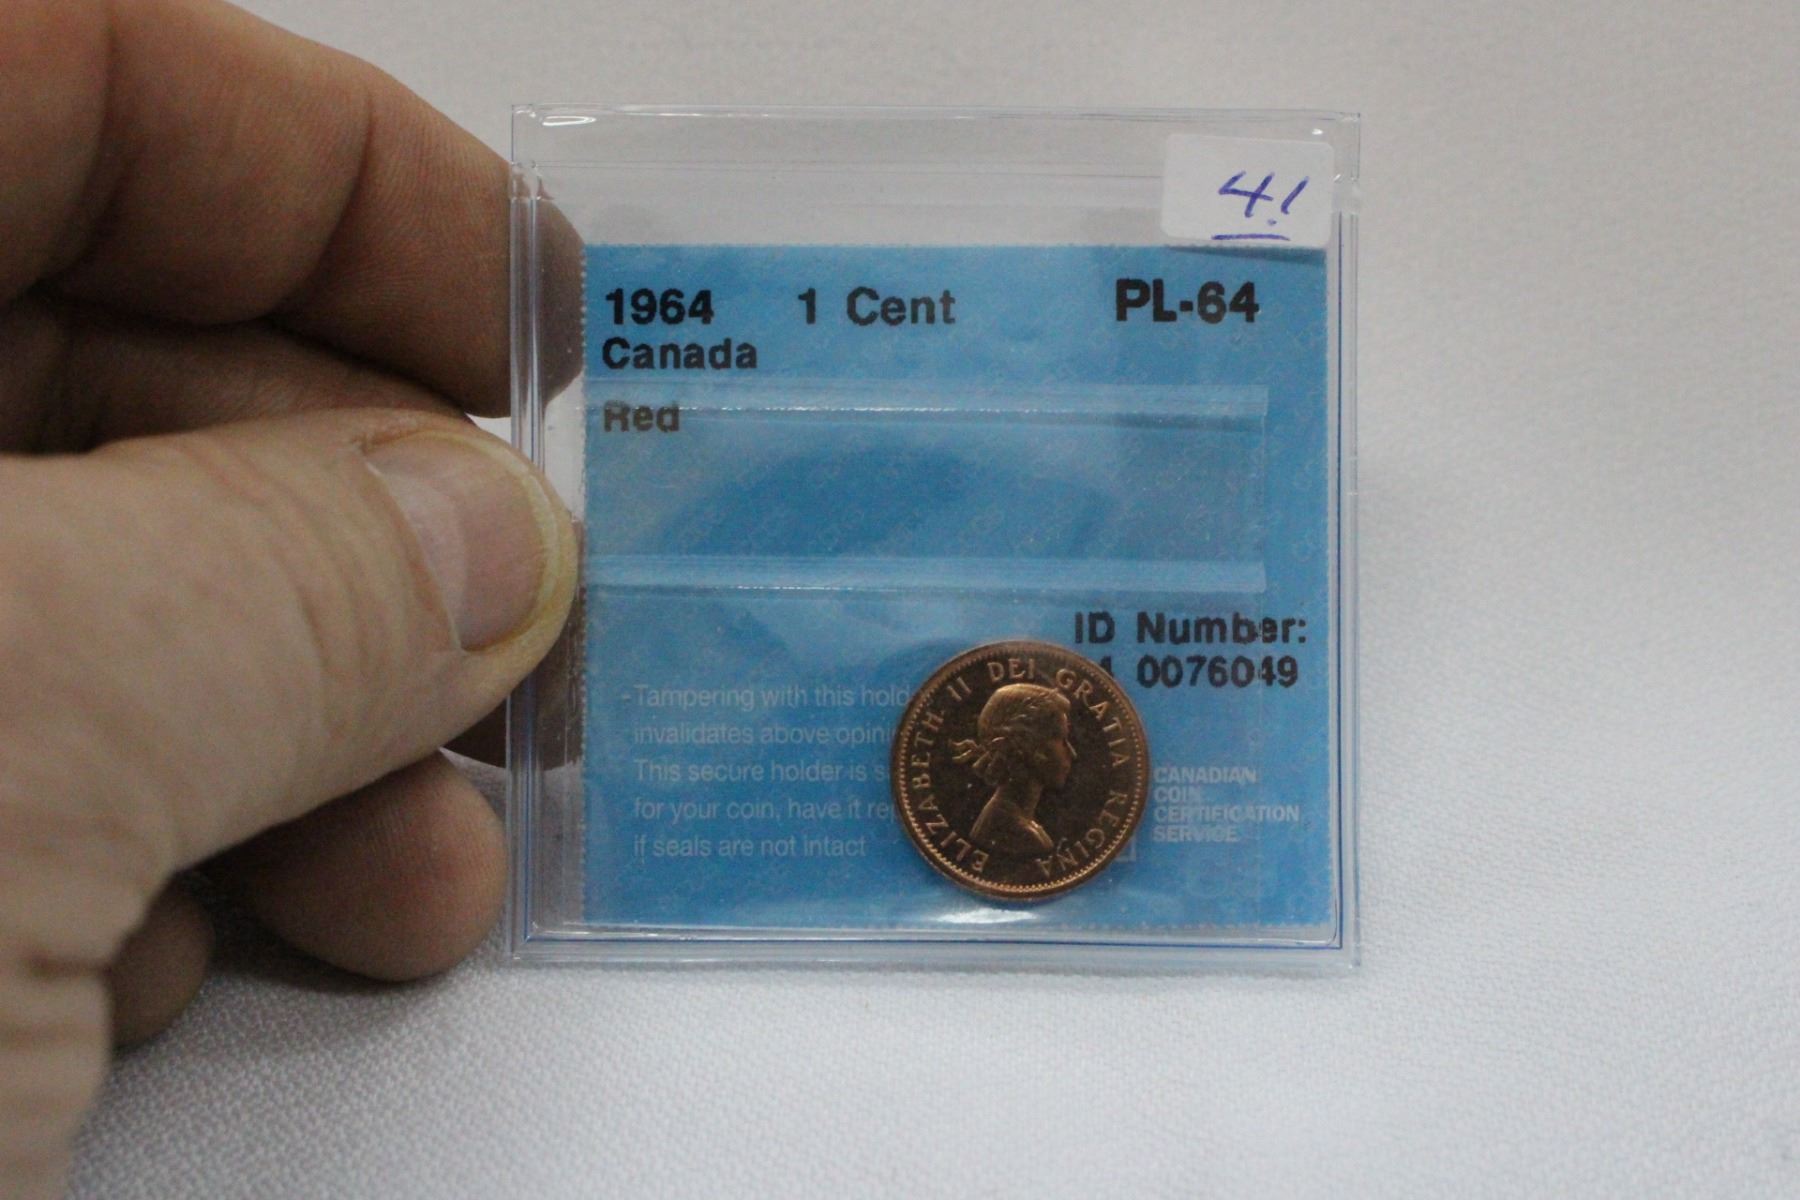 4!
1964 1 Cent PL-64
Canada
Red
ID Number:
0076049
-Tampering with this hold
invalidates above opini
This secure holder is s
for your coin, have it re
if seals are not intact
ELIZABETH II DEI GRATIA REGINA
CANADIAN
COIN
CERTIFICATION
SERVICE